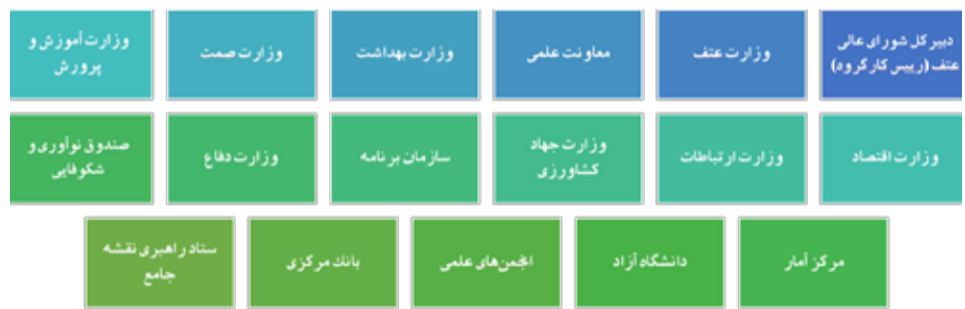 دبیر کل شورای عالی
عتف (رییس کارگروه)
وزارت عتف
معاونت علمی
وزارت بهداشت
وزارت صمت
وزارت آموزش و
پرورش
وزارت اقتصاد
وزارت ارتباطات
وزارت جهاد
کشاورزی
سازمان برنامه
وزارت دفاع
صندوق نوآوری و
شکوفایی
مرکز آمار
دانشگاه آزاد
انجمن‌های علمی
بانک مرکزی
ستاد راهبری نقشه
جامع